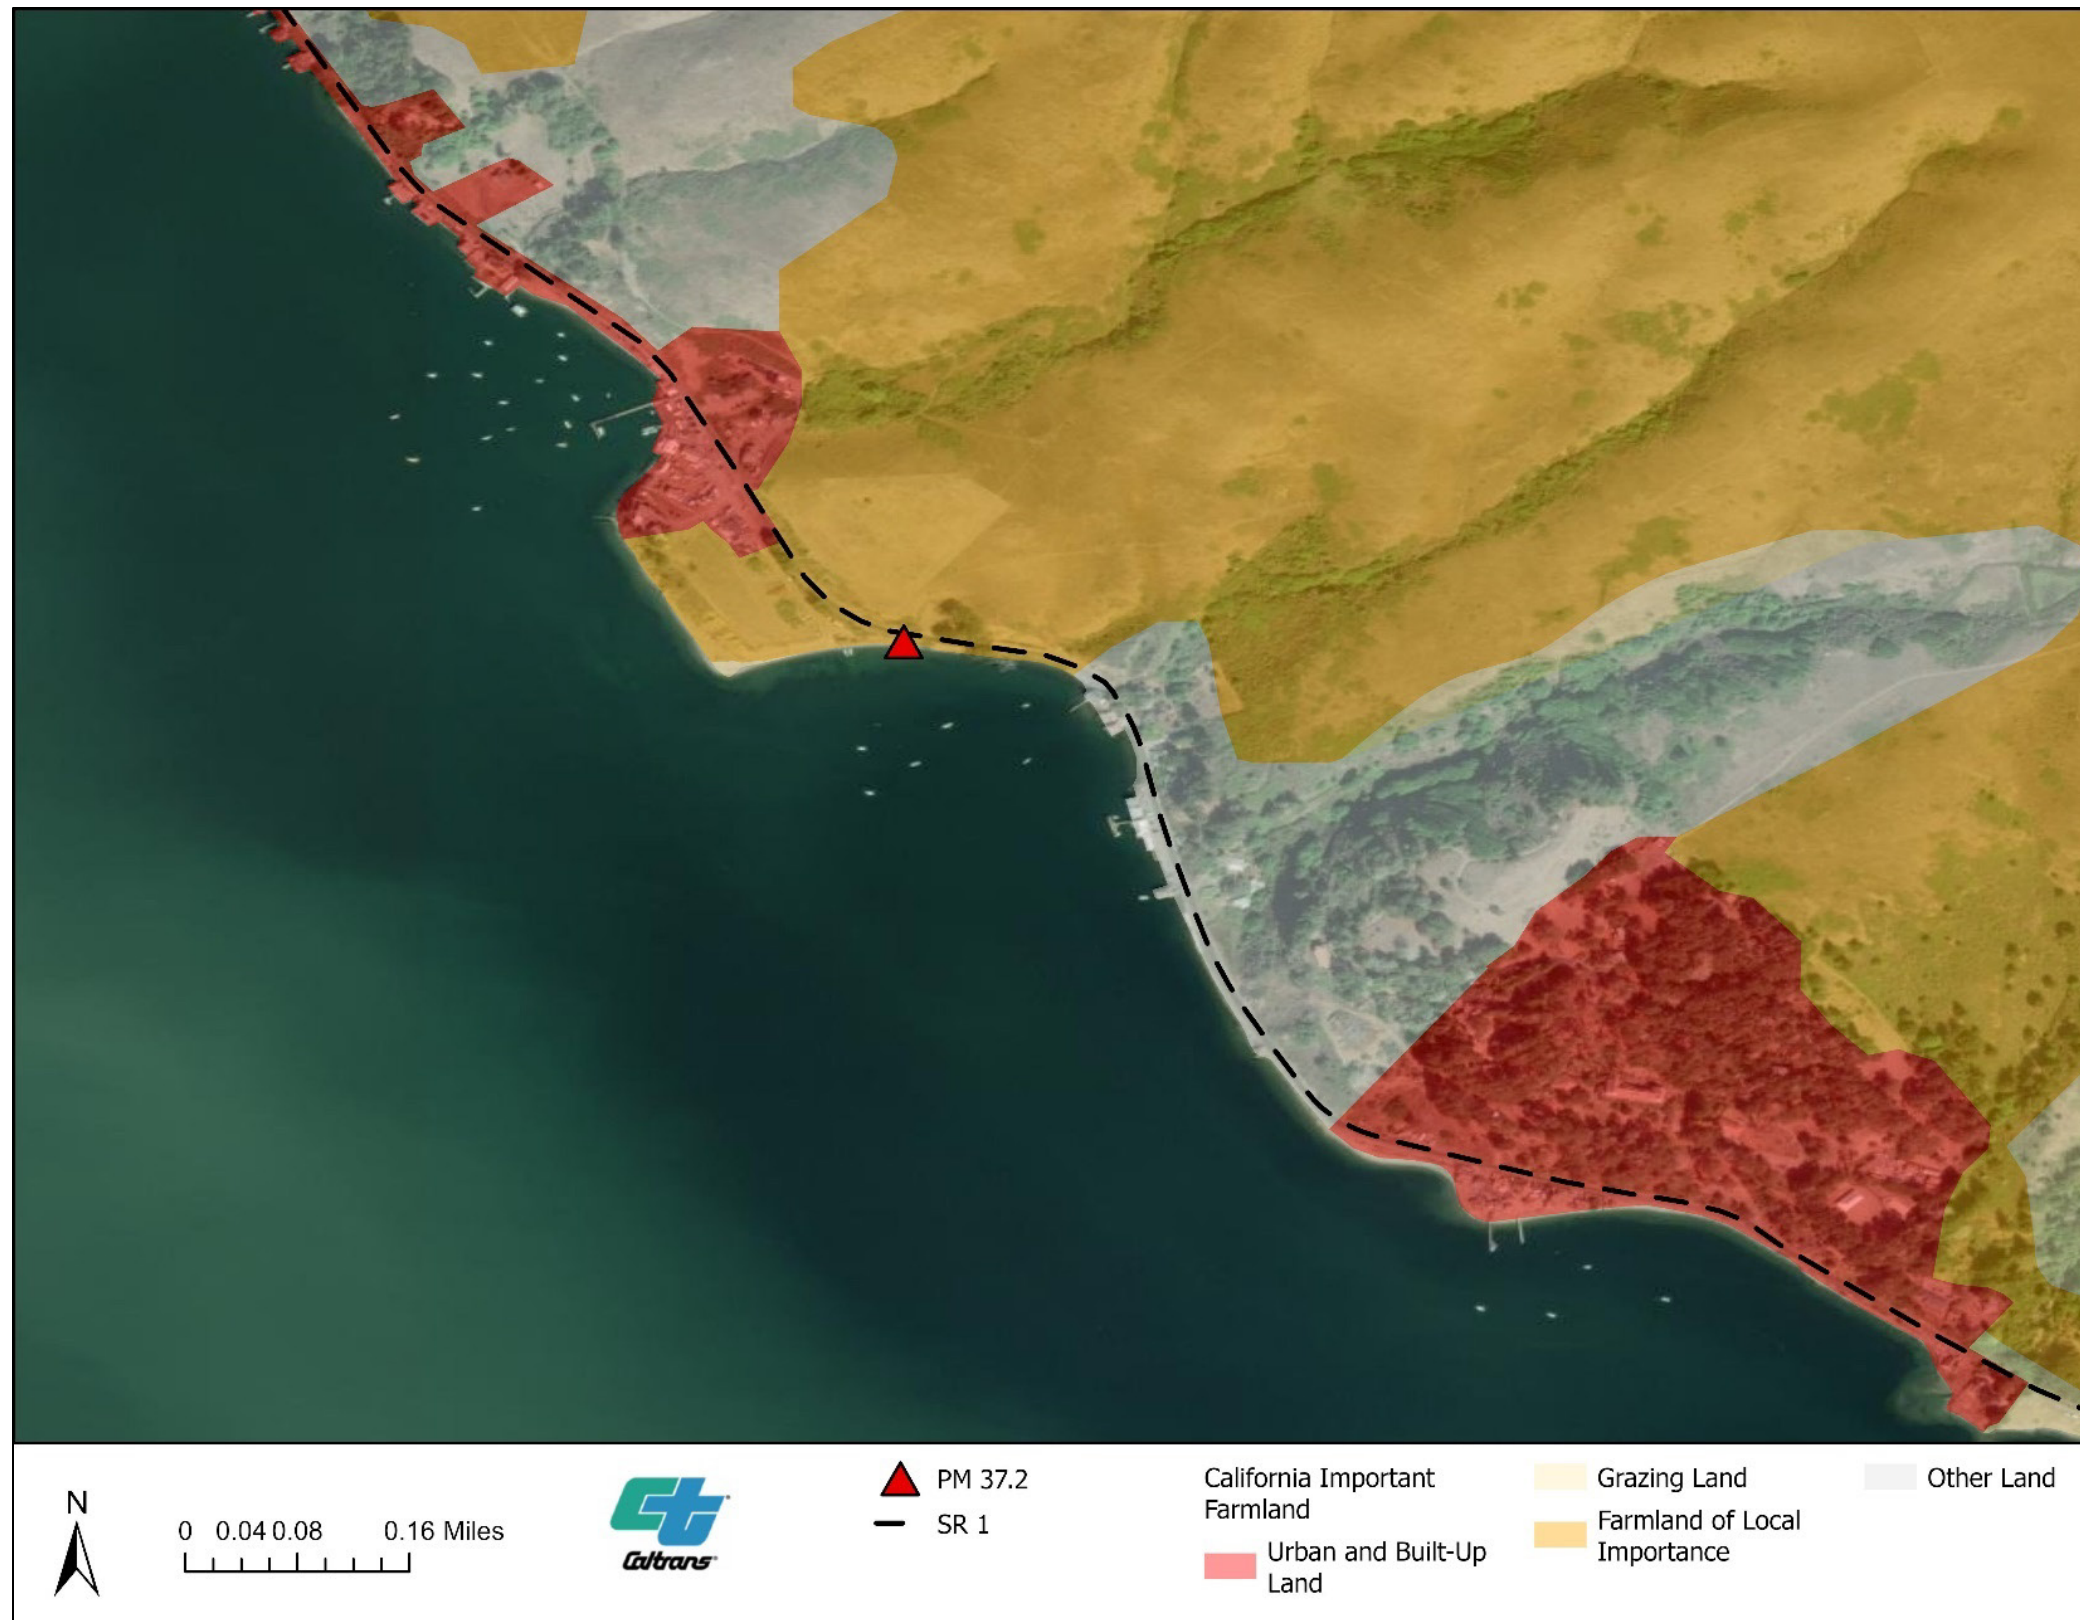 N
0 0.04 0.08 0.16 Miles
Caltrans
PM 37.2
SR 1
California Important
Farmland
Urban and Built-Up
Land
Grazing Land
Farmland of Local
Importance
Other Land